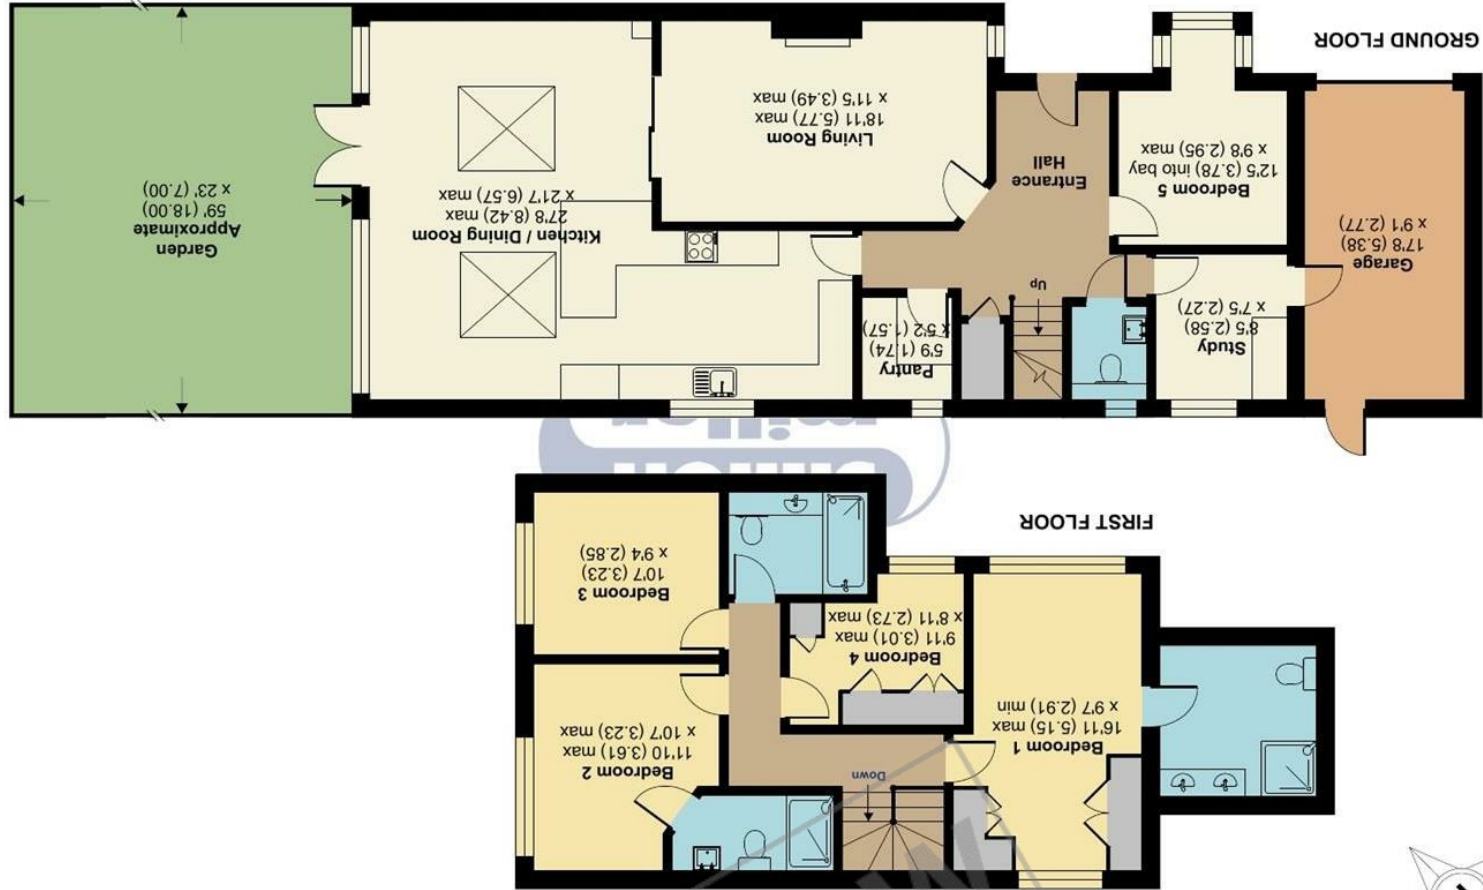 FIRST FLOOR
Down
Bedroom 2
11'10 (3.61) max
x 10'7 (3.23) max
Bedroom 1
16'11 (5.15) max
x 9'7 (2.91) min
Bedroom 4
9'11 (3.01) max
x 8'11 (2.73) max
Bedroom 3
10'7 (3.23)
x 9'4 (2.85)
GROUND FLOOR
Garage
17'8 (5.38)
x 9'1 (2.77)
Study
8'5 (2.58)
x 7'5 (2.27)
Pantry
5'9 (1.74)
x 5'2 (1.57)
Up
Bedroom 5
12'5 (3.78) into bay
x 9'8 (2.95) max
Entrance
Hall
Kitchen / Dining Room
27'8 (8.42) max
x 21'7 (6.57) max
Living Room
18'11 (5.77) max
x 11'5 (3.49) max
Garden
Approximate
59' (18.00)
x 23' (7.00)